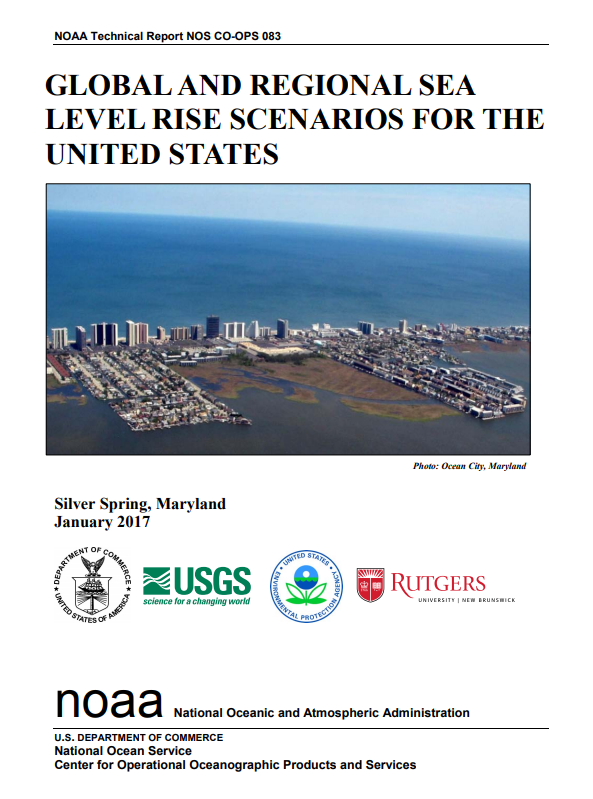 NOAA Technical Report NOS CO-OPS 083
GLOBAL AND REGIONAL SEA
LEVEL RISE SCENARIOS FOR THE
UNITED STATES
Photo: Ocean City, Maryland
Silver Spring, Maryland
January 2017
DEPARTMENT OF COMMERCE
UNITED STATES OF AMERICA
USGS
science for a changing world
UNITED STATES
ENVIRONMENTAL PROTECTION AGENCY
RUTGERS
UNIVERSITY | NEW BRUNSWICK
noaa National Oceanic and Atmospheric Administration
U.S. DEPARTMENT OF COMMERCE
National Ocean Service
Center for Operational Oceanographic Products and Services